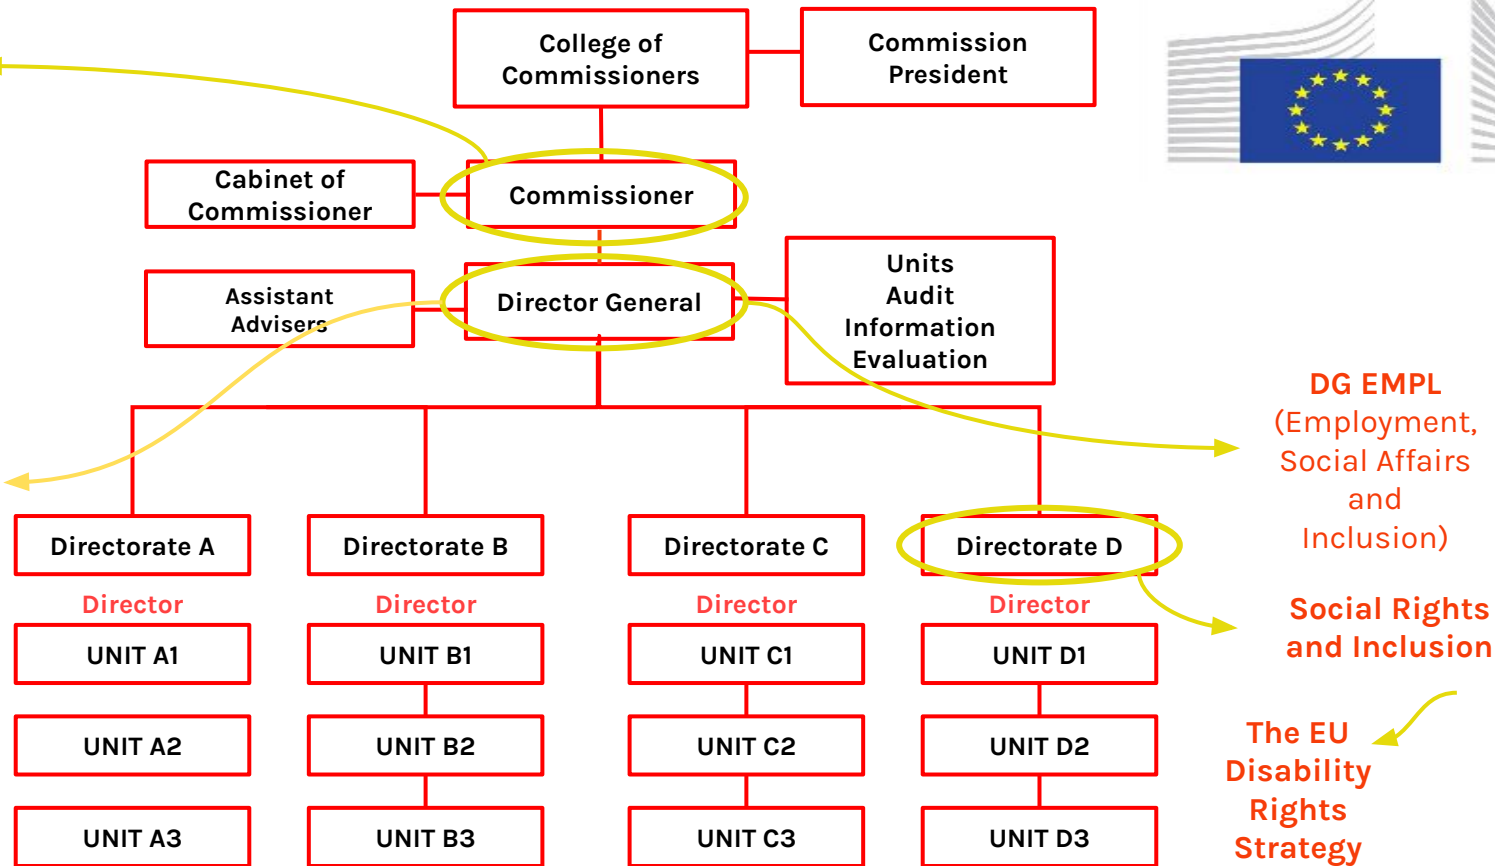 College of
Commissioners
Commission
President
Cabinet of
Commissioner
Commissioner
Assistant
Advisers
Director General
Units
Audit
Information
Evaluation
DG EMPL
(Employment,
Social Affairs
and
Inclusion)
Directorate A
Directorate B
Directorate C
Directorate D
Director
Director
Director
Director
Social Rights
and Inclusion
UNIT A1
UNIT B1
UNIT C1
UNIT D1
UNIT A2
UNIT B2
UNIT C2
UNIT D2
The EU
Disability
Rights
Strategy
UNIT A3
UNIT B3
UNIT C3
UNIT D3